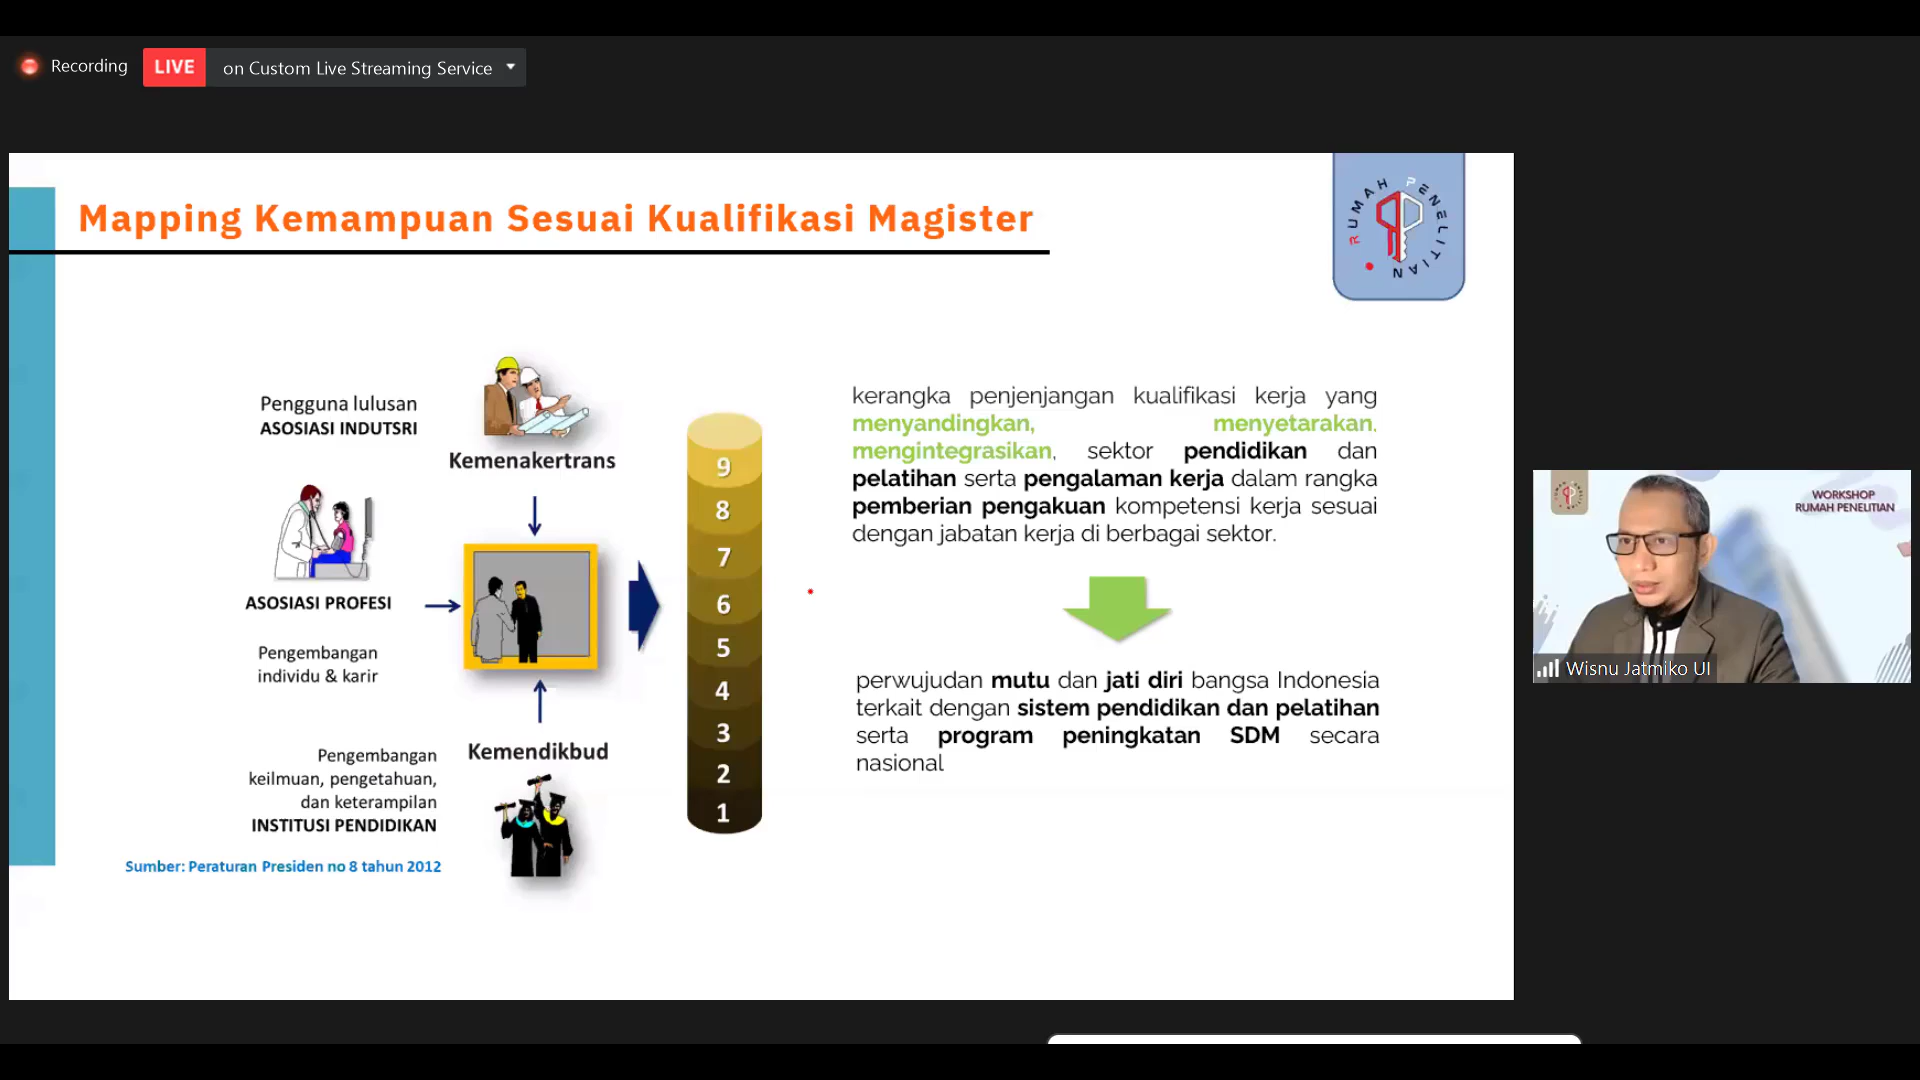 Recording
LIVE
on Custom Live Streaming Service
Mapping Kemampuan Sesuai Kualifikasi Magister
RUMAH PENELITIAN
Pengguna lulusan
ASOSIASI INDUTSRI
Kemenakertrans
ASOSIASI PROFESI
Pengembangan
individu & karir
Pengembangan
keilmuan, pengetahuan,
dan keterampilan
INSTITUSI PENDIDIKAN
Kemendikbud
Sumber: Peraturan Presiden no 8 tahun 2012
9
8
7
6
5
4
3
2
1
kerangka penjenjangan kualifikasi kerja yang
menyandingkan, menyetarakan,
mengintegrasikan, sektor pendidikan dan
pelatihan serta pengalaman kerja dalam rangka
pemberian pengakuan kompetensi kerja sesuai
dengan jabatan kerja di berbagai sektor.
perwujudan mutu dan jati diri bangsa Indonesia
terkait dengan sistem pendidikan dan pelatihan
serta program peningkatan SDM secara
nasional
WORKSHOP
RUMAH PENELITIAN
Wisnu Jatmiko UI